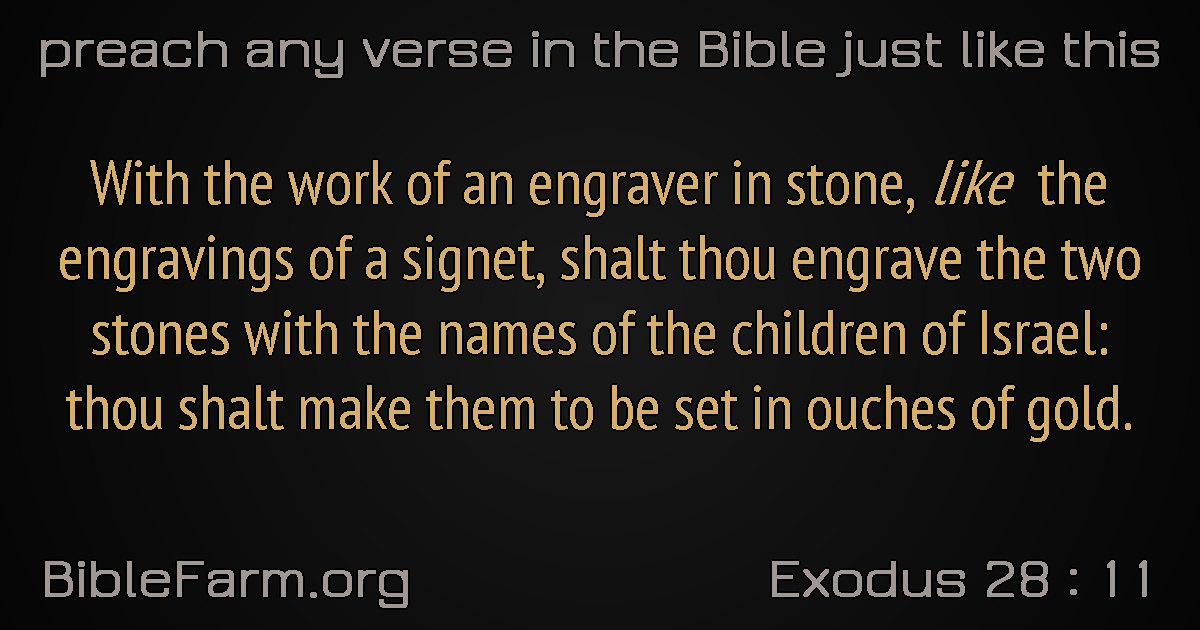 preach any verse in the Bible just like this
With the work of an engraver in stone, like the
engravings of a signet, shalt thou engrave the two
stones with the names of the children of Israel:
thou shalt make them to be set in ouches of gold.
BibleFarm.org
Exodus 28 : 11